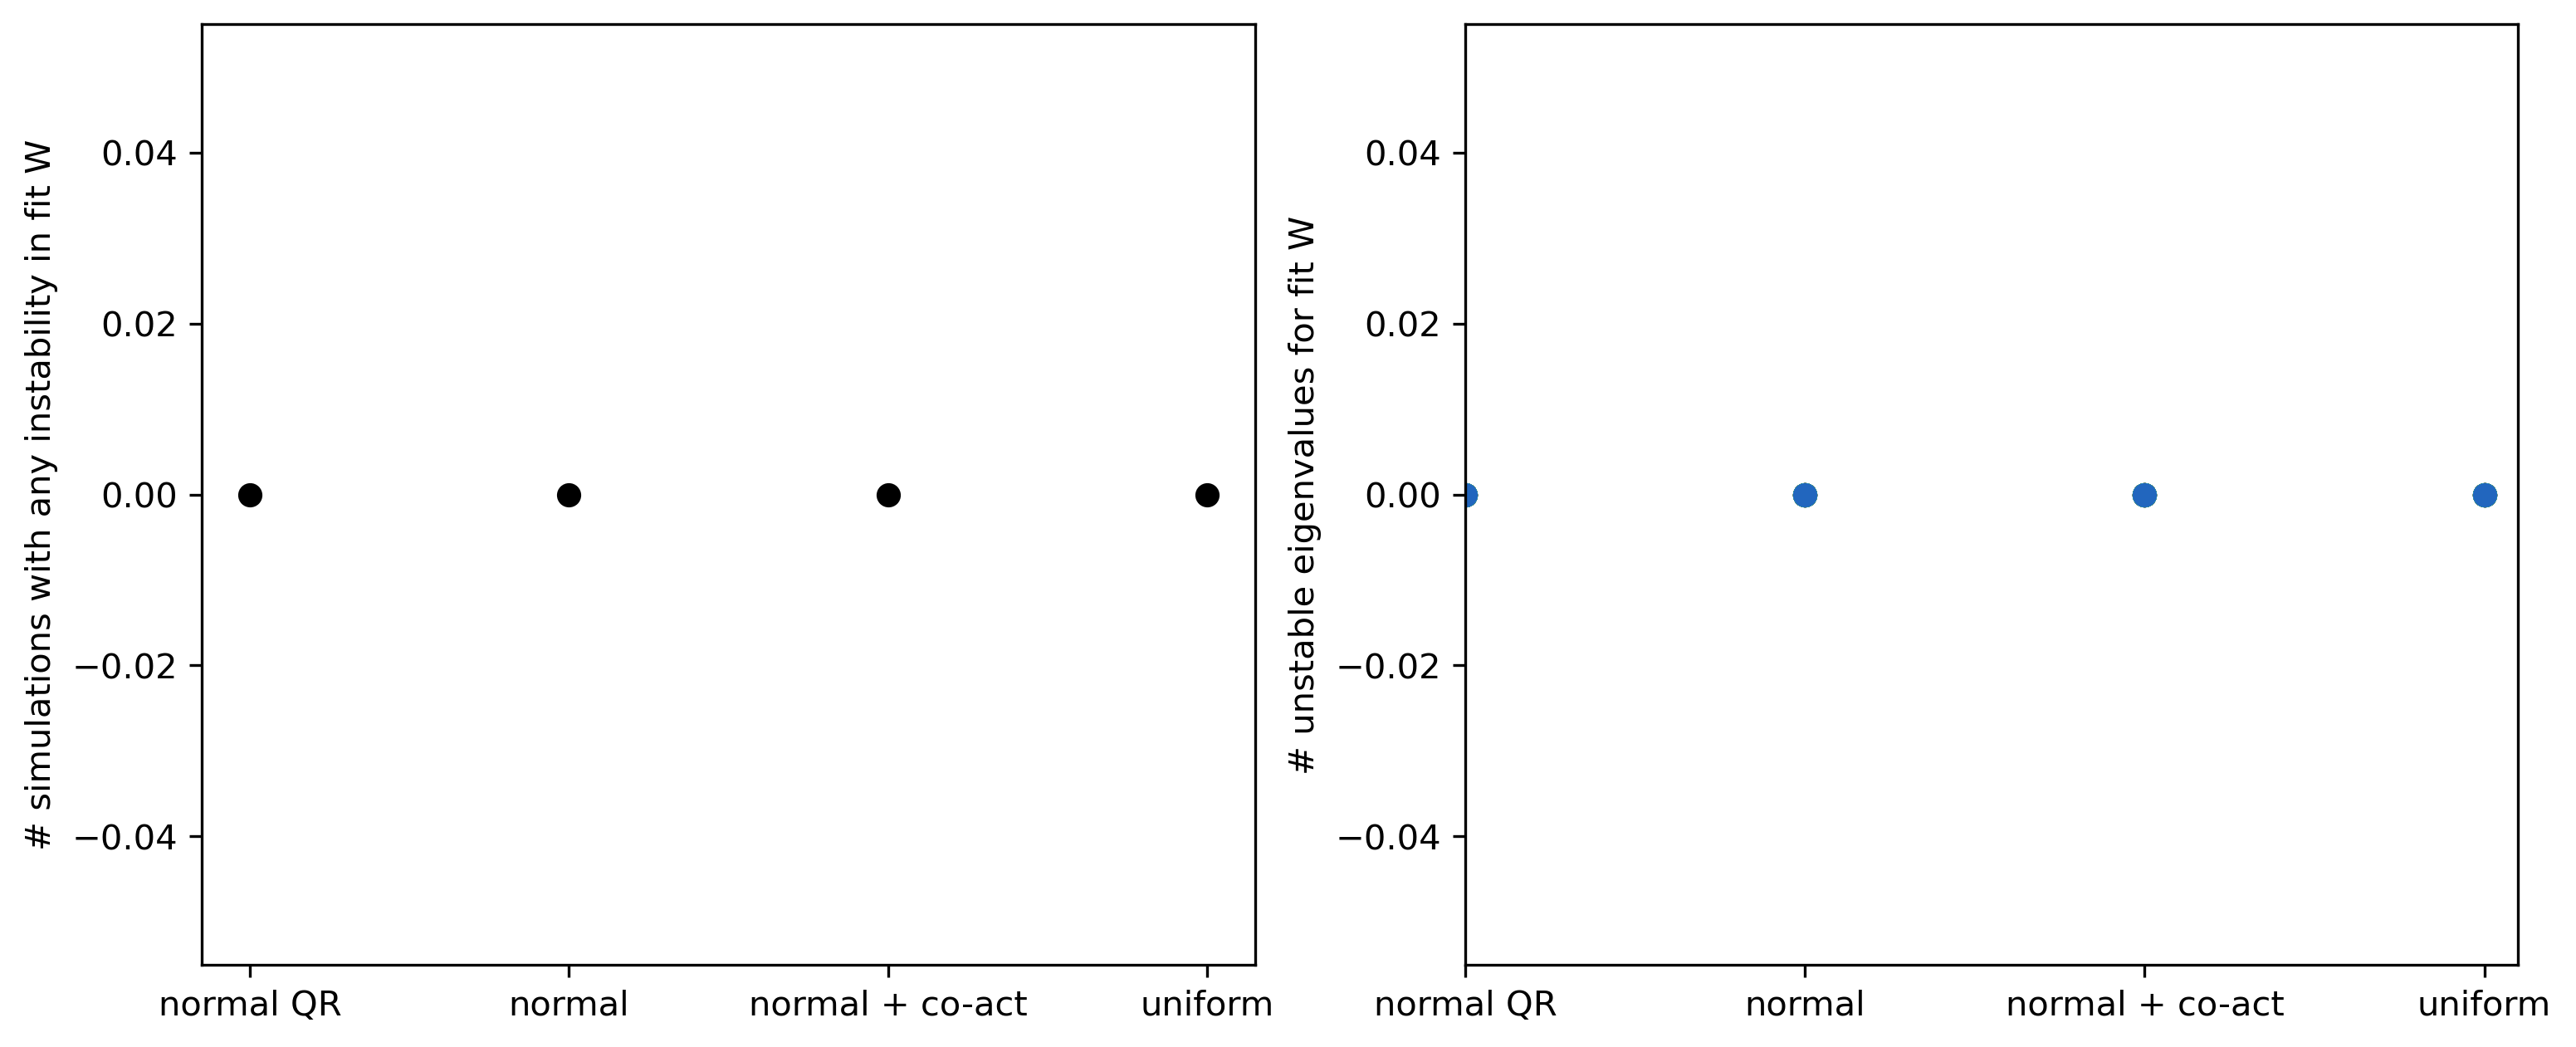 # simulations with any instability in fit W
0.04
0.02
0.00
−0.02
−0.04
normal QR
normal
normal + co-act
uniform
# unstable eigenvalues for fit W
0.04
0.02
0.00
−0.02
−0.04
normal QR
normal
normal + co-act
uniform